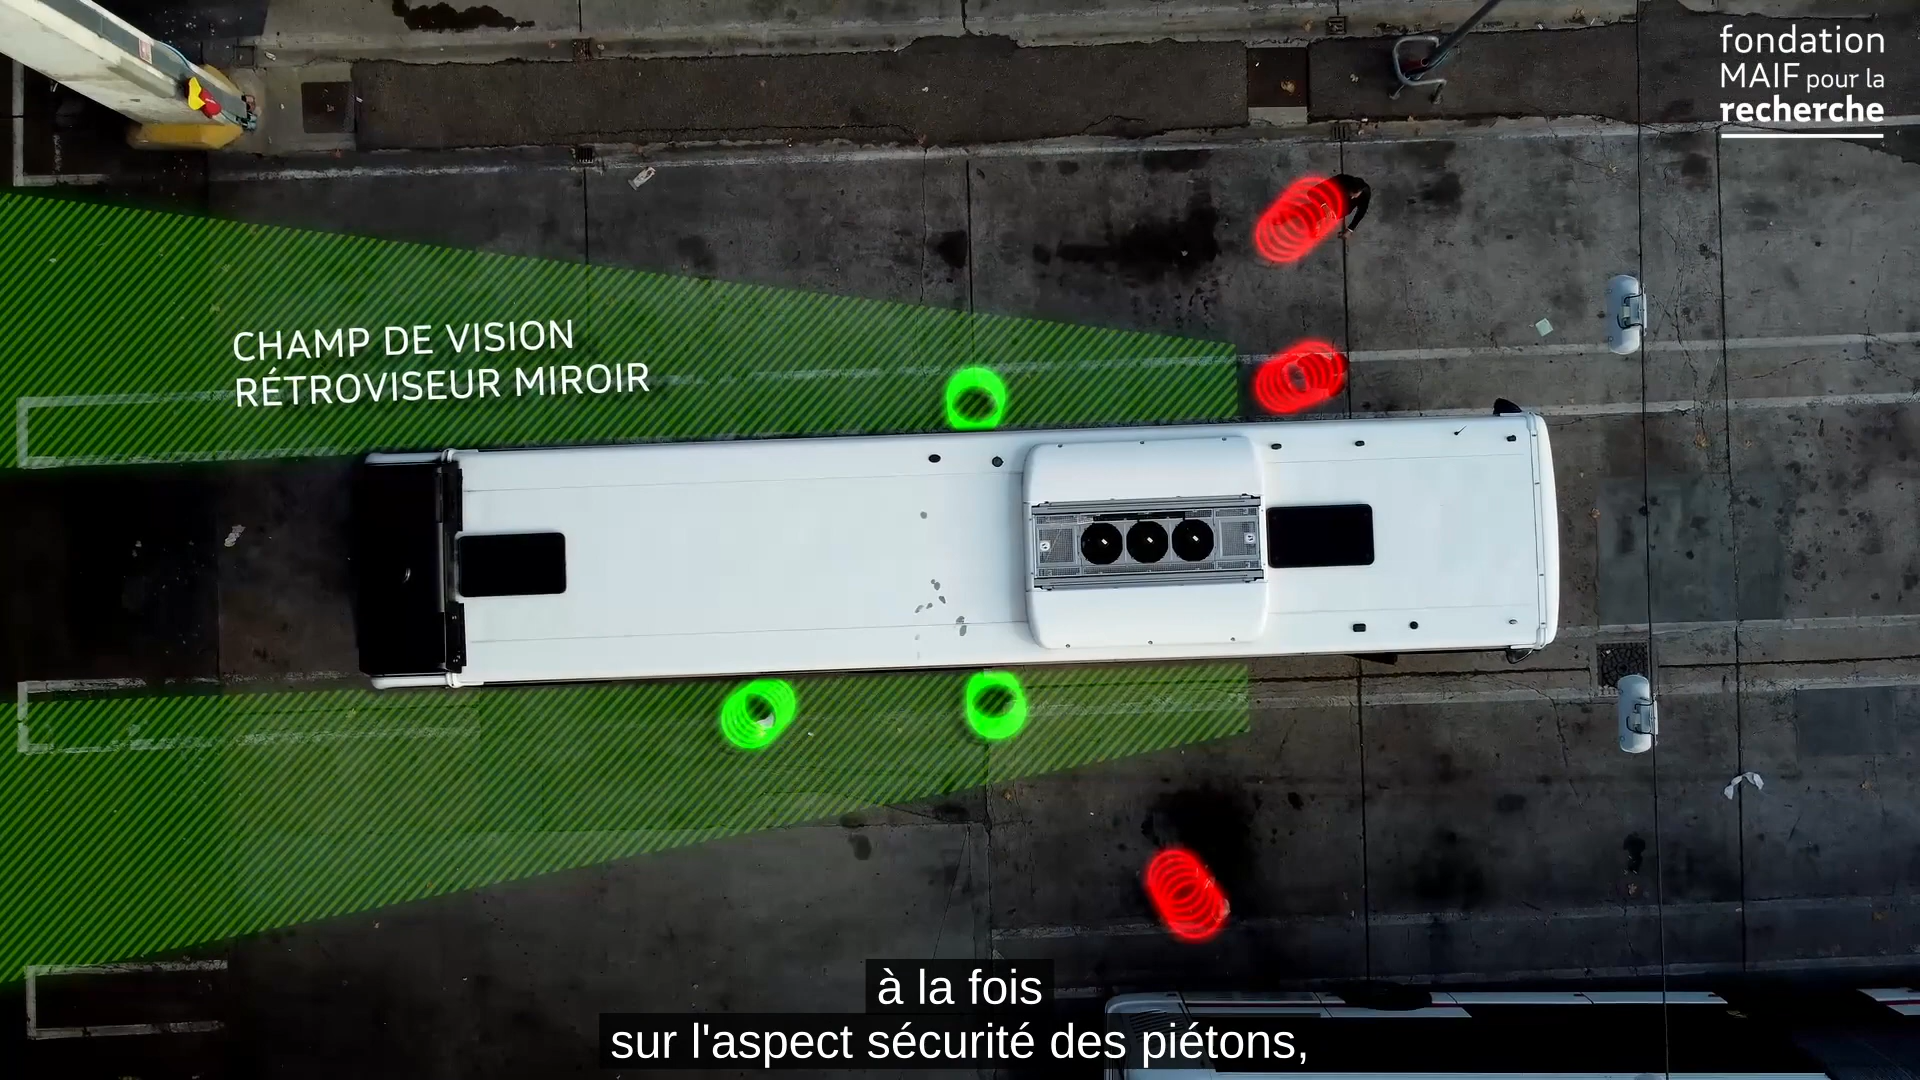 fondation
MAIF pour la
recherche
CHAMP DE VISION
RÉTROVISEUR MIROIR
à la fois
sur l'aspect sécurité des piétons,